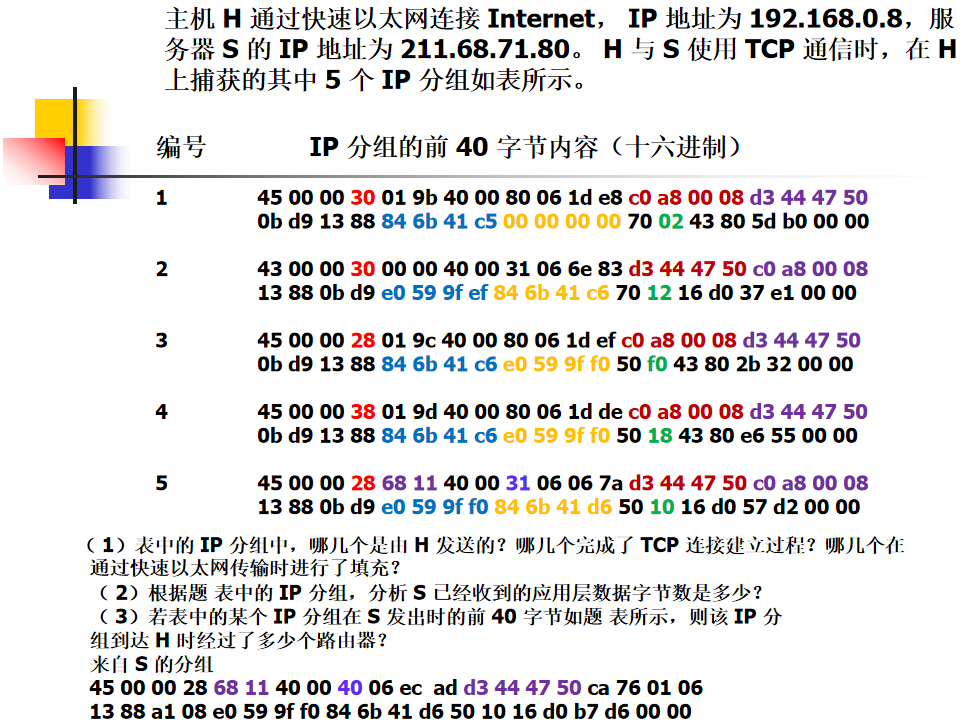 主机 H 通过快速以太网连接 Internet， IP 地址为 192.168.0.8，服
务器 S 的 IP 地址为 211.68.71.80。 H 与 S 使用 TCP 通信时，在 H
上捕获的其中 5 个 IP 分组如表所示。
编号 IP 分组的前 40 字节内容（十六进制）
1 45 00 00 30 01 9b 40 00 80 06 1d e8 c0 a8 00 08 d3 44 47 50
0b d9 13 88 84 6b 41 c5 00 00 00 00 70 02 43 80 5d b0 00 00
2 43 00 00 30 00 00 40 00 31 06 6e 83 d3 44 47 50 c0 a8 00 08
13 88 0b d9 e0 59 9f ef 84 6b 41 c6 70 12 16 d0 37 e1 00 00
3 45 00 00 28 01 9c 40 00 80 06 1d ef c0 a8 00 08 d3 44 47 50
0b d9 13 88 84 6b 41 c6 e0 59 9f f0 50 f0 43 80 2b 32 00 00
4 45 00 00 38 01 9d 40 00 80 06 1d de c0 a8 00 08 d3 44 47 50
0b d9 13 88 84 6b 41 c6 e0 59 9f f0 50 18 43 80 e6 55 00 00
5 45 00 00 28 68 11 40 00 31 06 06 7a d3 44 47 50 c0 a8 00 08
13 88 0b d9 e0 59 9f f0 84 6b 41 d6 50 10 16 d0 57 d2 00 00
（ 1）表中的 IP 分组中，哪几个是由 H 发送的？哪几个完成了 TCP 连接建立过程？哪几个在
通过快速以太网传输时进行了填充？
（ 2）根据题 表中的 IP 分组，分析 S 已经收到的应用层数据字节数是多少？
（ 3）若表中的某个 IP 分组在 S 发出时的前 40 字节如题 表所示，则该 IP 分
组到达 H 时经过了多少个路由器？
来自 S 的分组
45 00 00 28 68 11 40 00 40 06 ec ad d3 44 47 50 ca 76 01 06
13 88 a1 08 e0 59 9f f0 84 6b 41 d6 50 10 16 d0 b7 d6 00 00